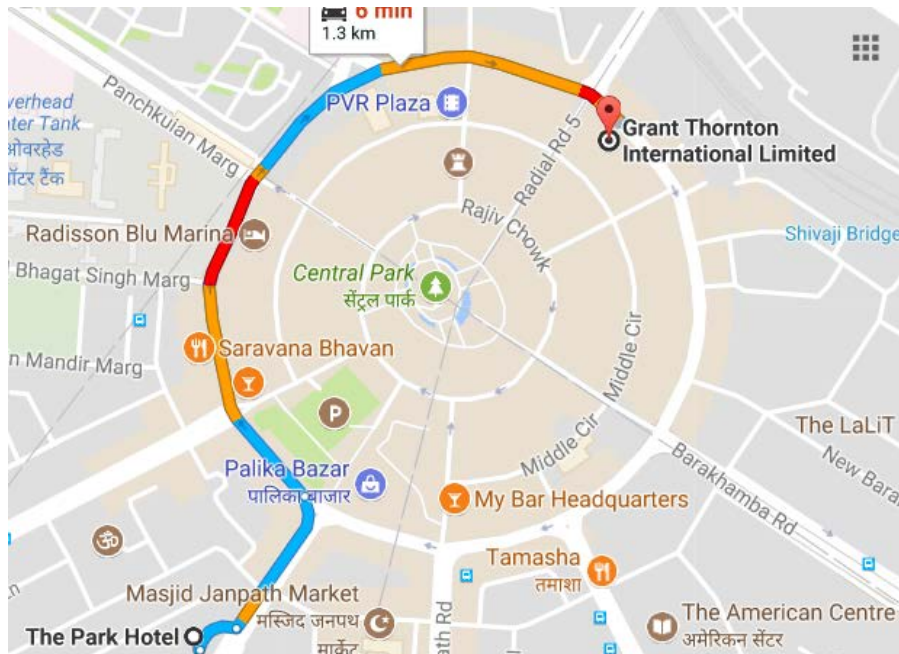 6 min
1.3 km
Panchkuian Marg
PVR Plaza
Grant Thornton
International Limited
Radial Rd 5
ओवरहेड
वॉटर टैंक
Rajiv Chowk
Radisson Blu Marina
Shivaji Bridge
Bhagat Singh Marg
Central Park
सेंट्रल पार्क
Saravana Bhavan
Mandir Marg
Middle Cir
P
The LaLiT
Middle Cir
New Bara
Palika Bazar
पालिका बाजार
Barakhamba Rd
My Bar Headquarters
ॐ
Tamasha
तमाशा
Masjid Janpath Market
मस्जिद जनपथ
मार्केट
The Park Hotel
ath Rd
The American Centre
अमेरिकन सेंटर